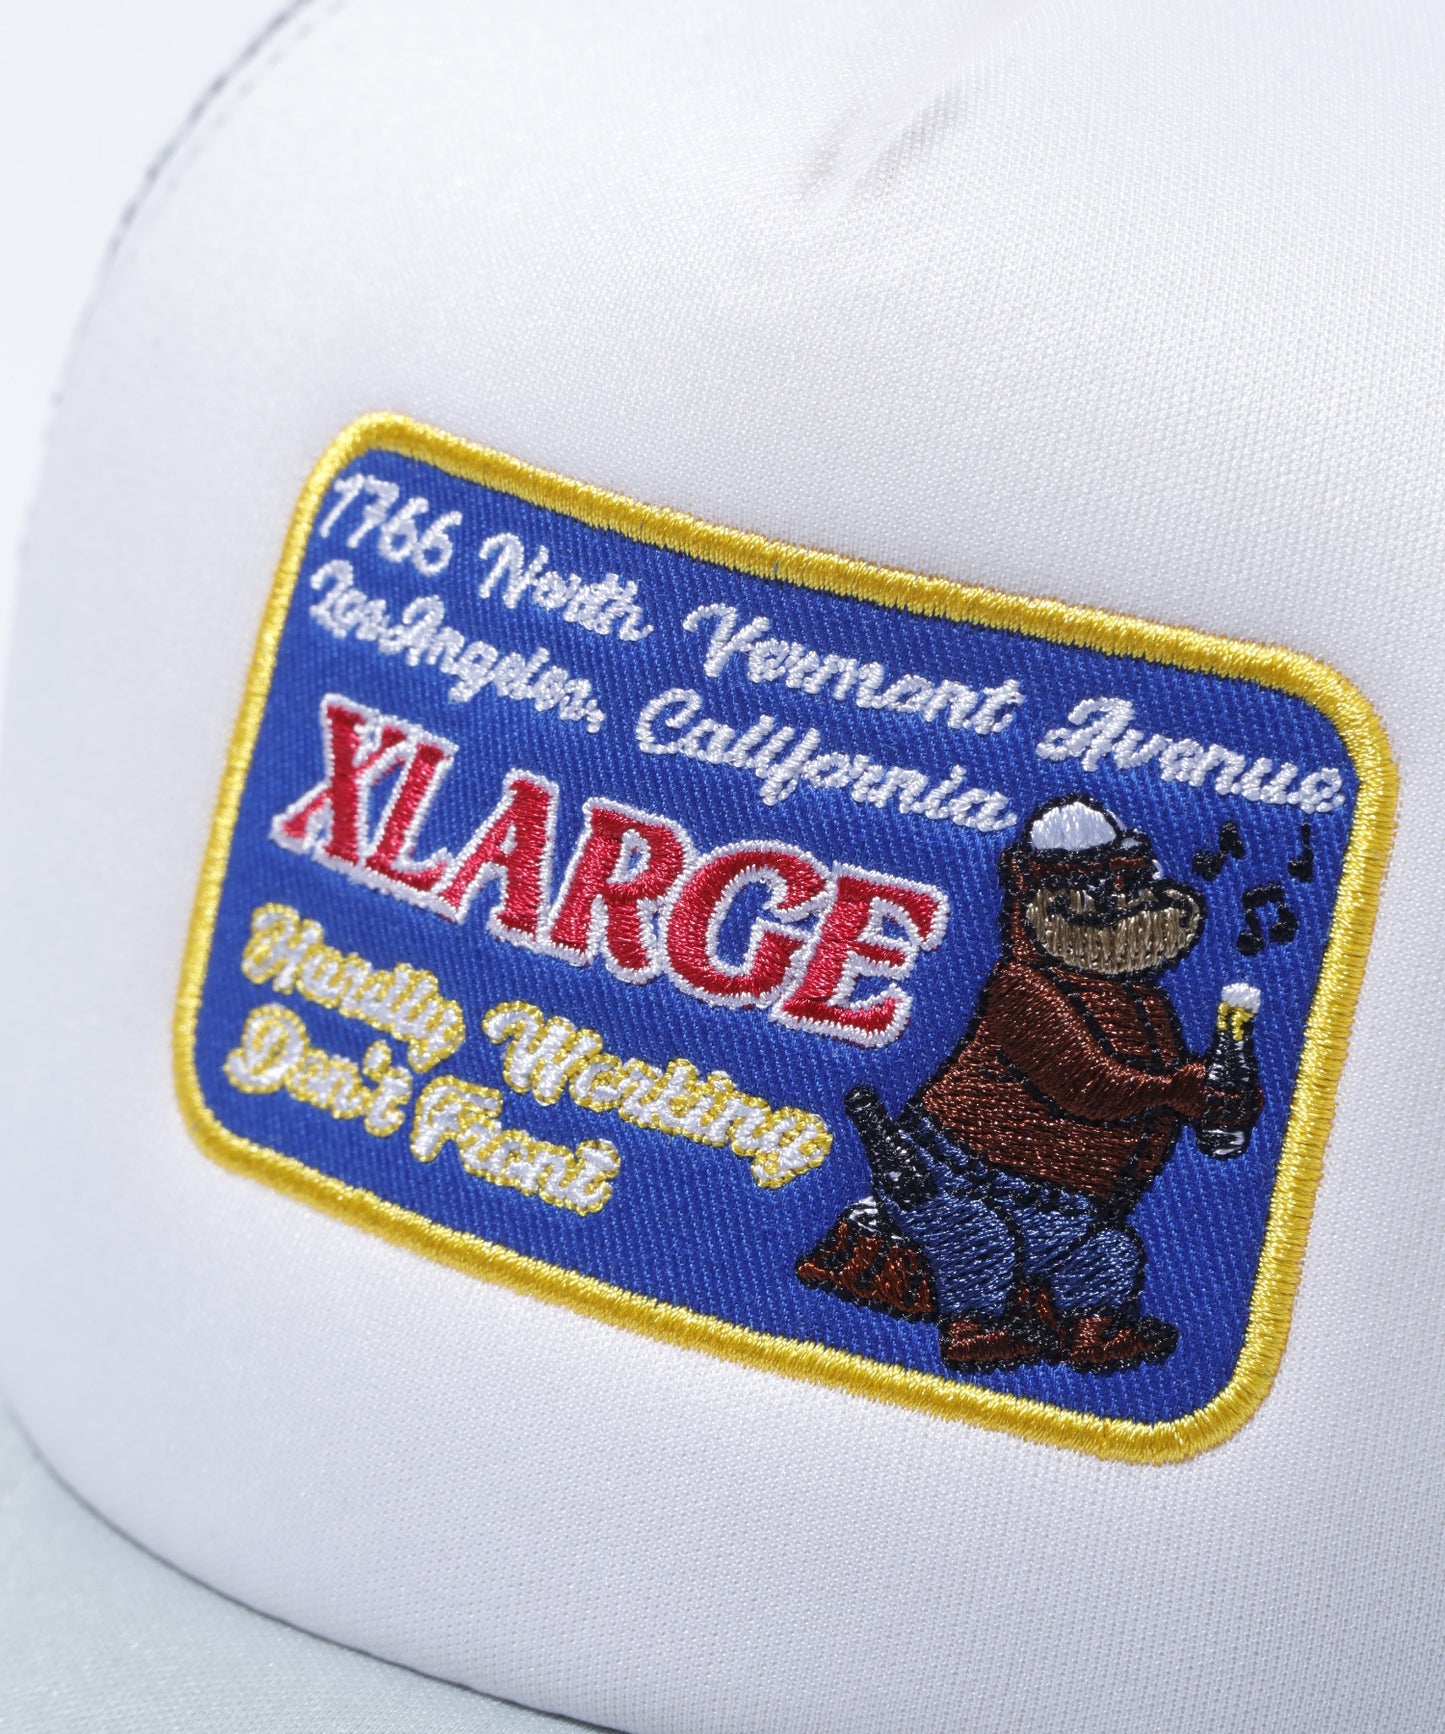 1766 North Vermont Avenue
Los Angeles, California
XLARGE
Hardly Working
Don't Front